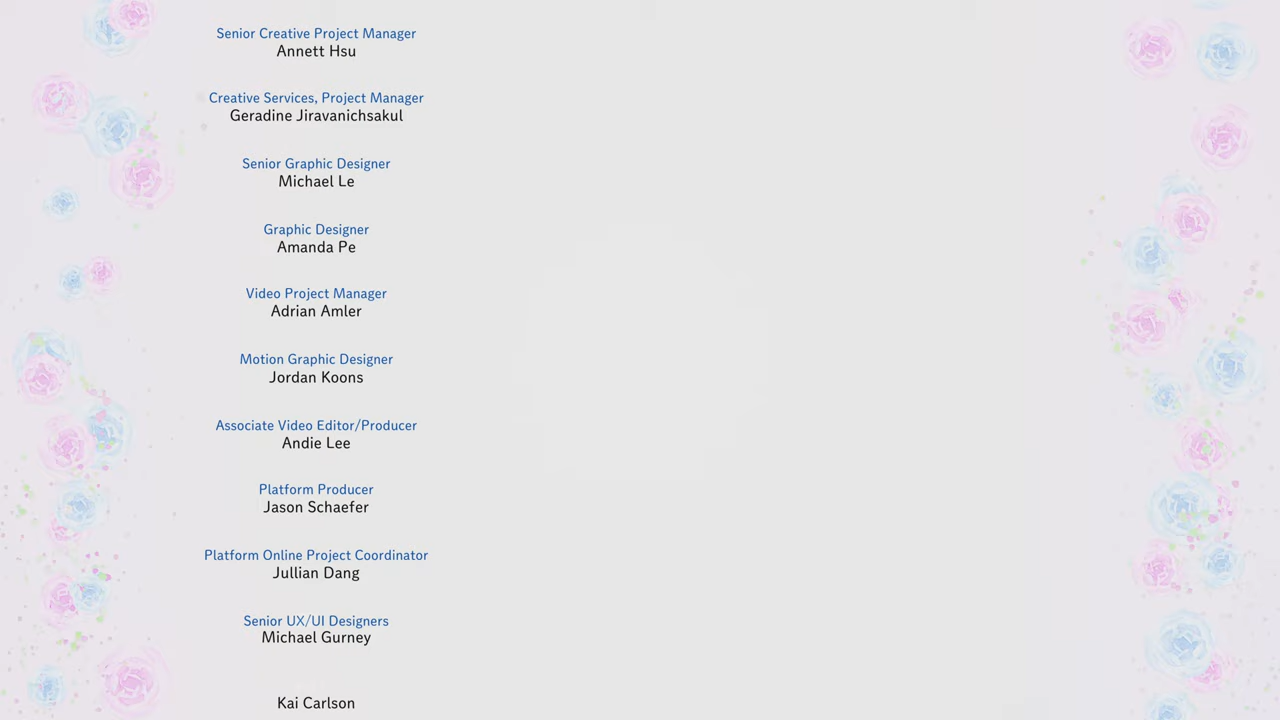 Senior Creative Project Manager
Annett Hsu
Creative Services, Project Manager
Geradine Jiravanichsakul
Senior Graphic Designer
Michael Le
Graphic Designer
Amanda Pe
Video Project Manager
Adrian Amler
Motion Graphic Designer
Jordan Koons
Associate Video Editor/Producer
Andie Lee
Platform Producer
Jason Schaefer
Platform Online Project Coordinator
Jullian Dang
Senior UX/UI Designers
Michael Gurney
Kai Carlson